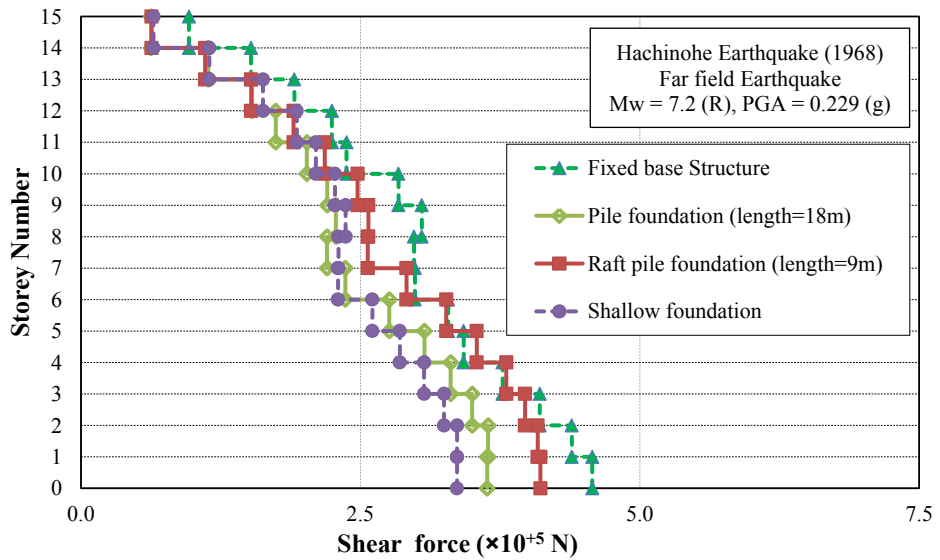 15
14
13
12
11
10
9
8
7
6
5
4
3
2
1
0
Storey Number
Hachinohe Earthquake (1968)
Far field Earthquake
Mw = 7.2 (R), PGA = 0.229 (g)
Fixed base Structure
Pile foundation (length=18m)
Raft pile foundation (length=9m)
Shallow foundation
0.0 2.5 5.0 7.5
Shear force (×10⁺⁵ N)